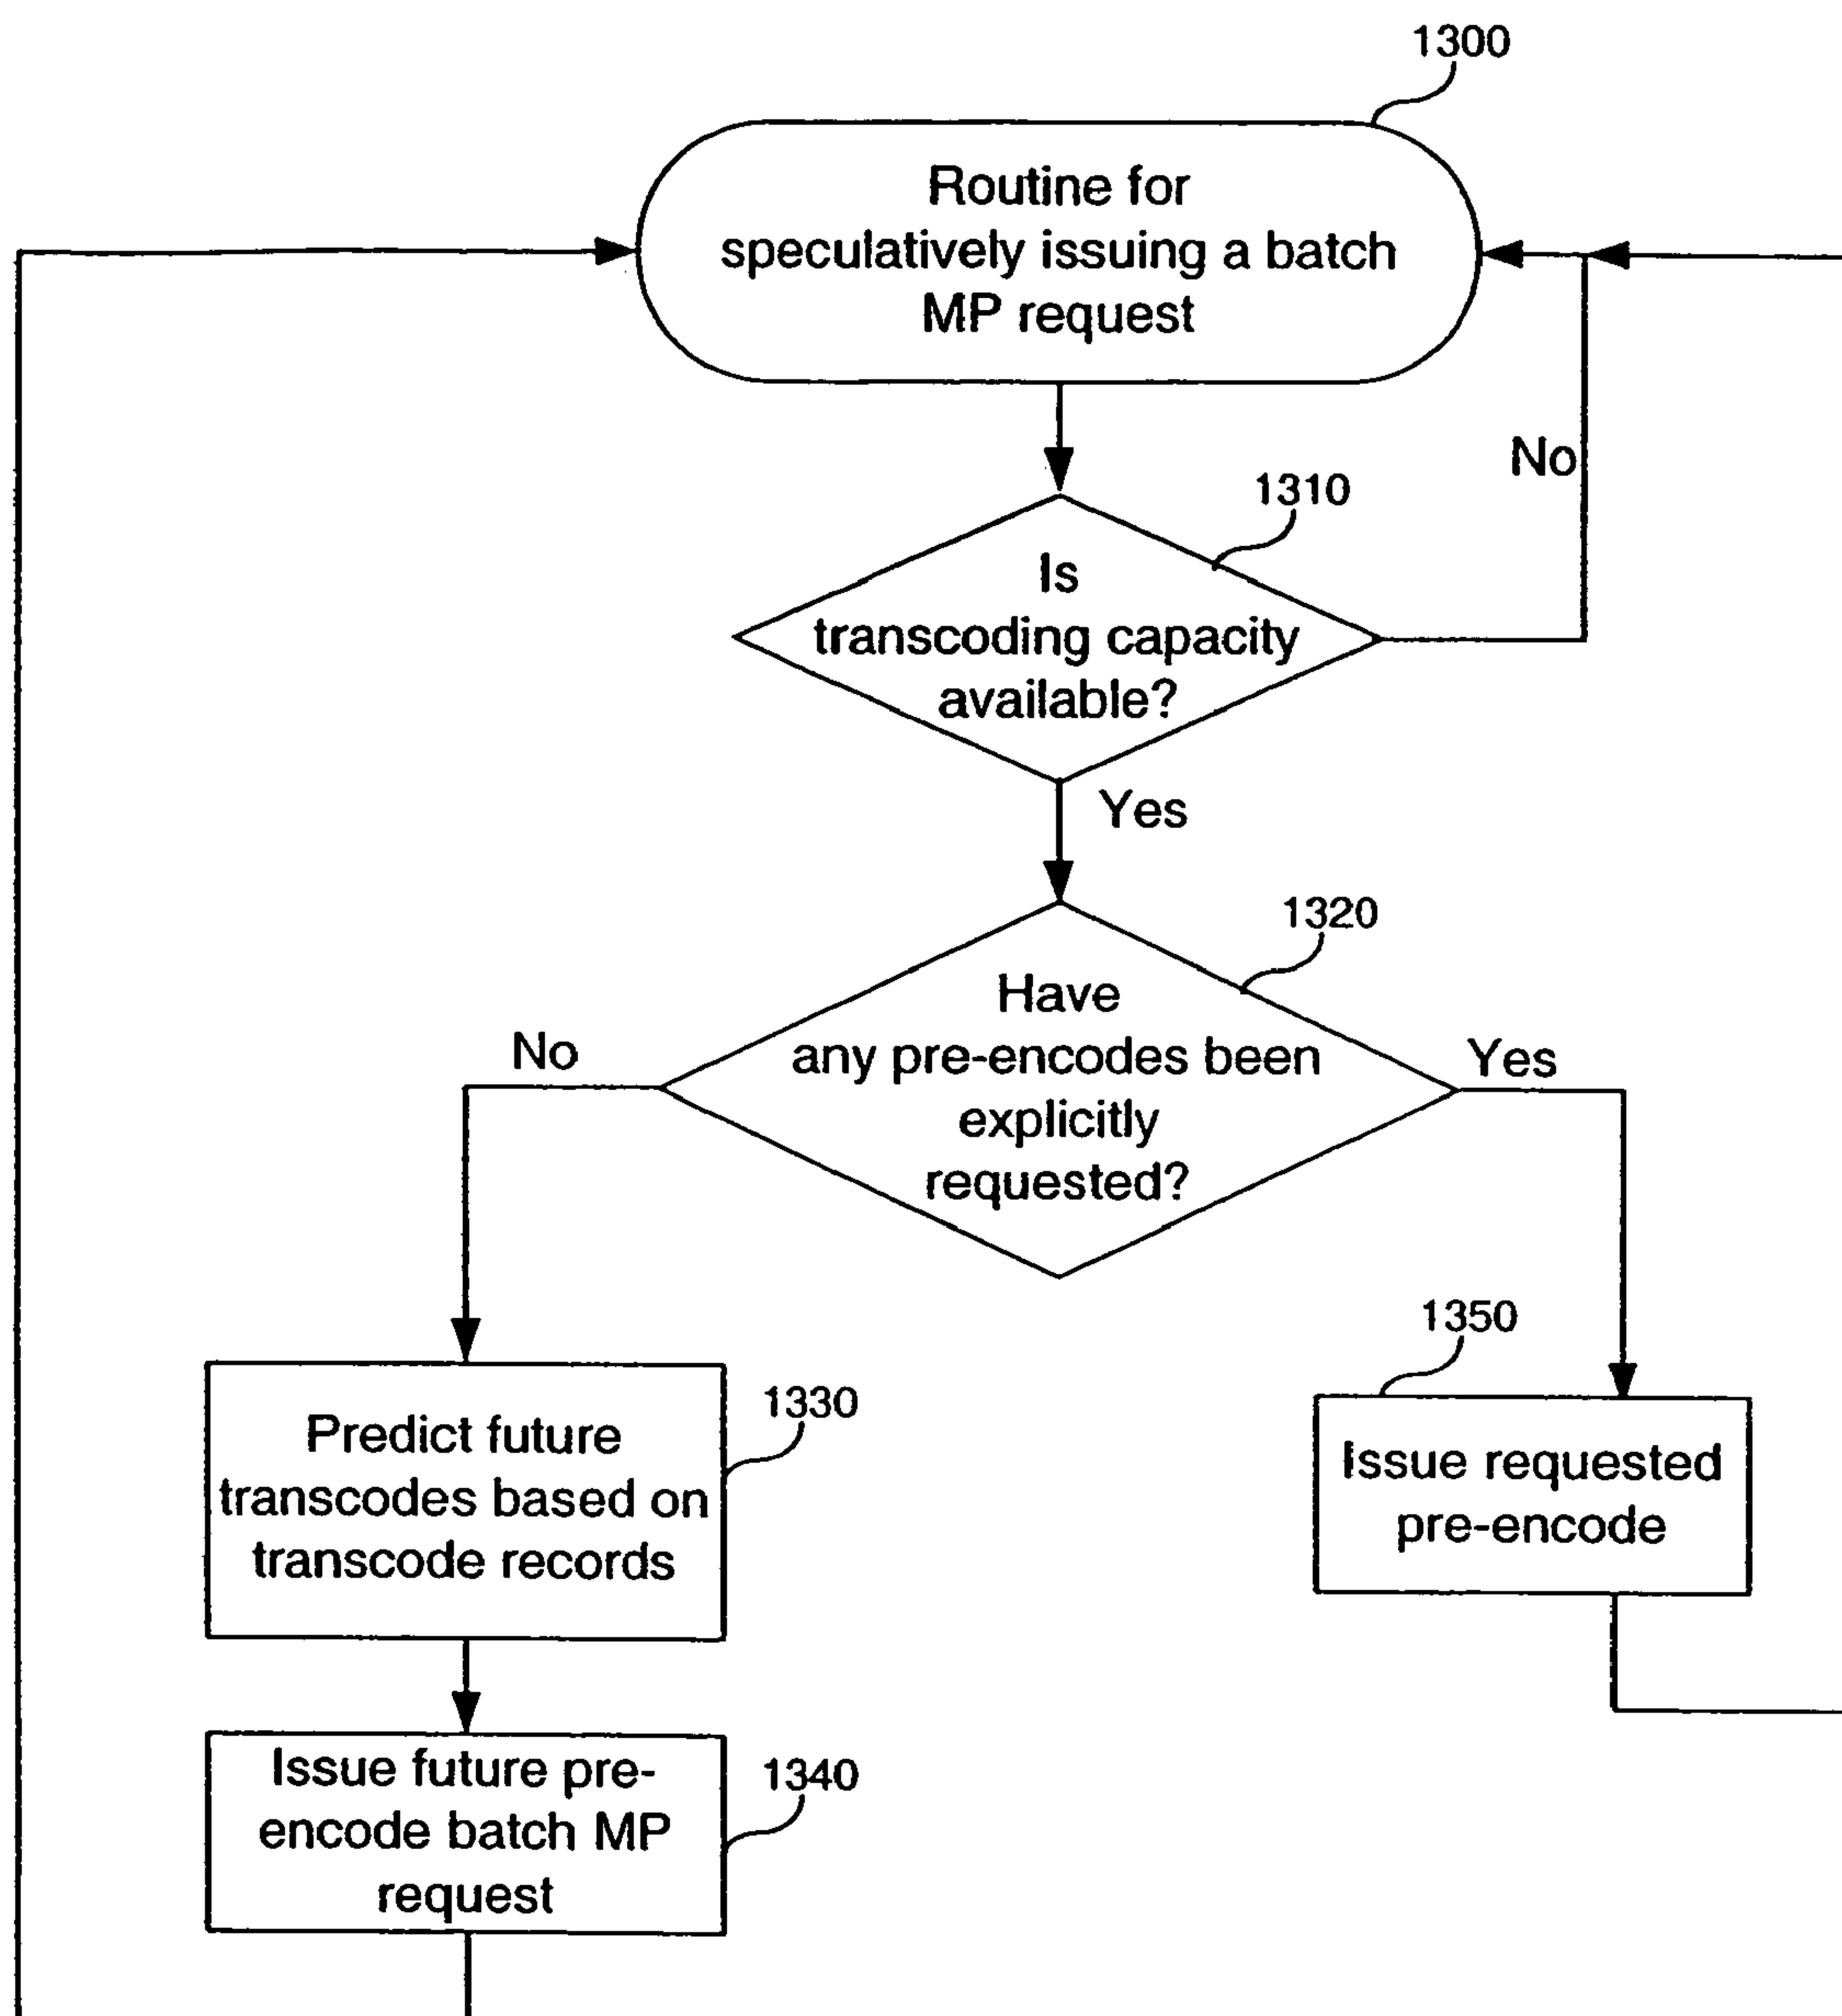 1300
Routine for
speculatively issuing a batch
MP request
No
1310
Is
transcoding capacity
available?
Yes
1320
Have
any pre-encodes been
explicitly
requested?
No
Yes
1330
Predict future
transcodes based on
transcode records
1350
Issue requested
pre-encode
1340
Issue future pre-
encode batch MP
request